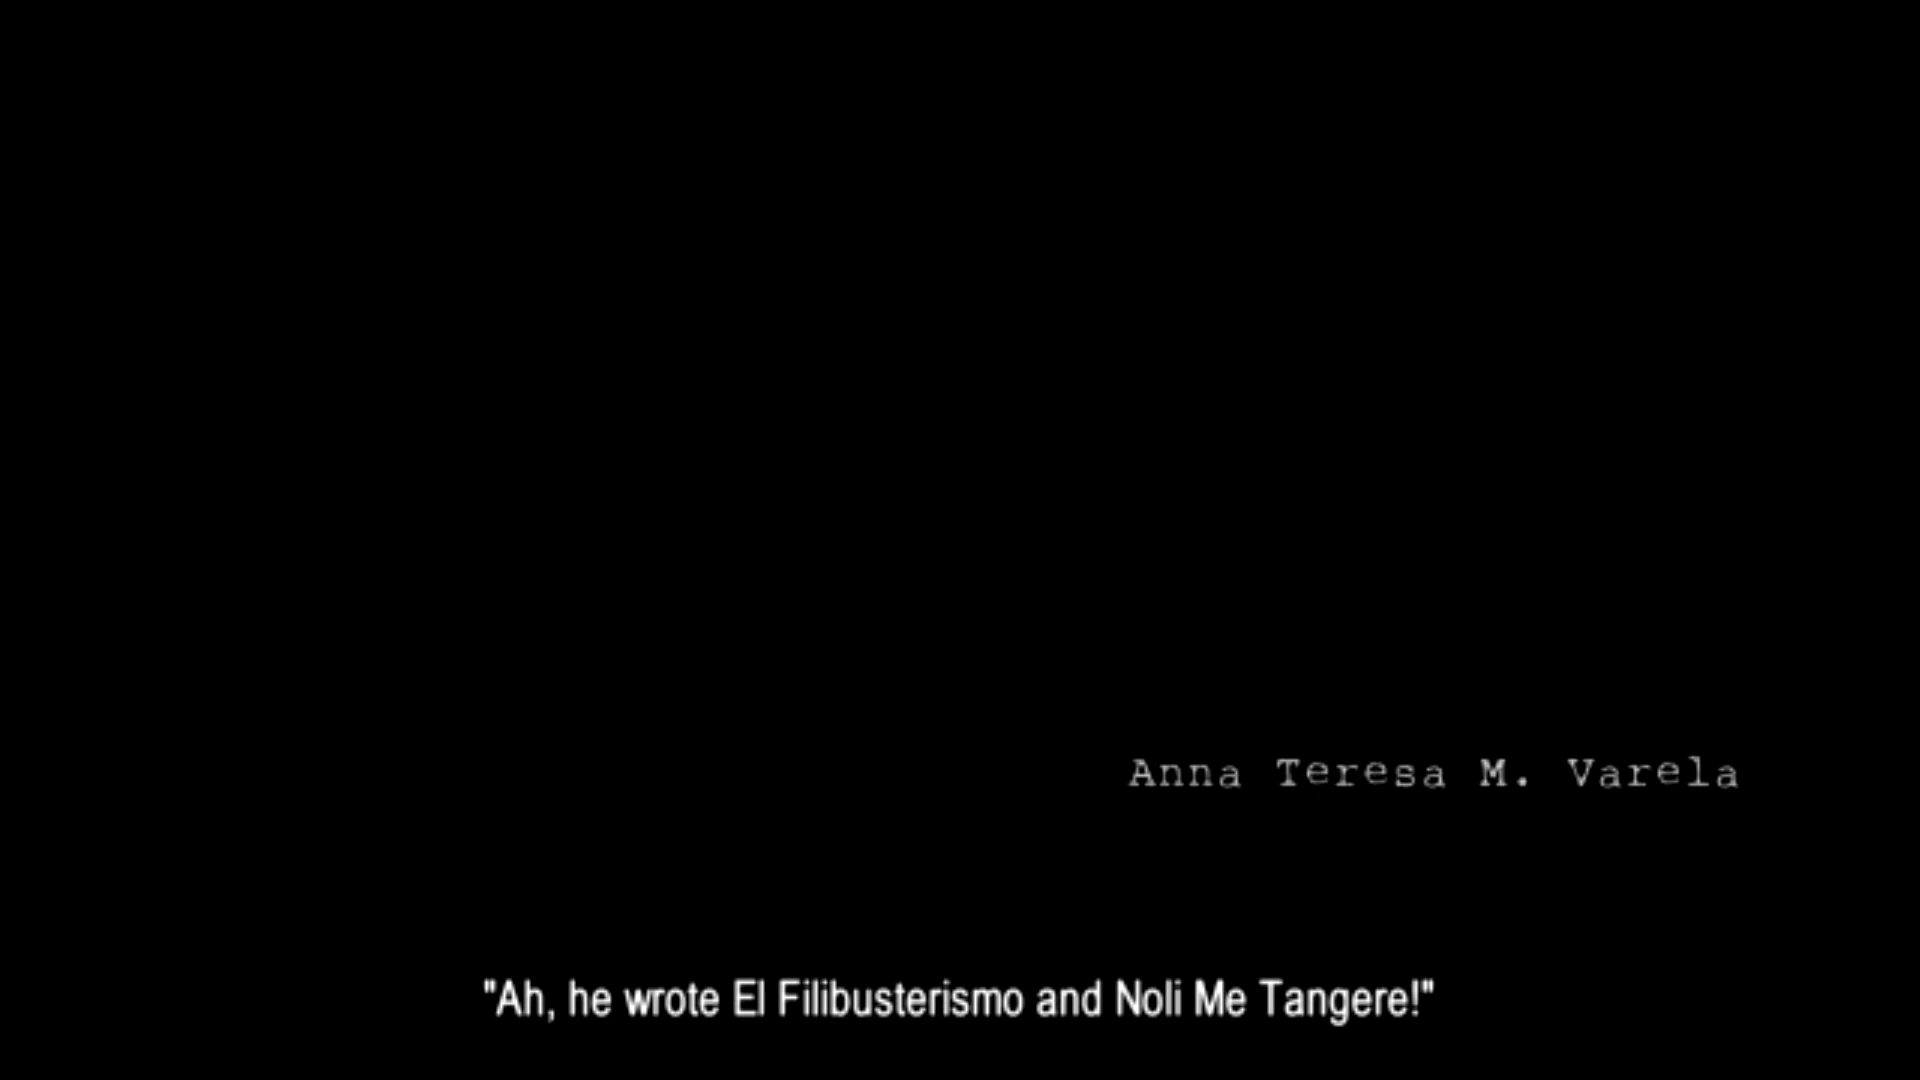 Anna Teresa M. Varela
"Ah, he wrote El Filibusterismo and Noli Me Tangere!"